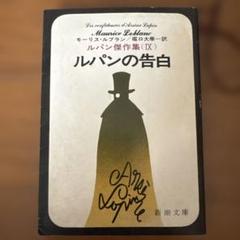 Les confidences d'Arsène Lupin
Maurice Leblanc
モーリス・ルブラン/堀口大學一訳
ルパン傑作集(Ⅸ)
ルパンの告白
Arsène
Lupin
新潮文庫